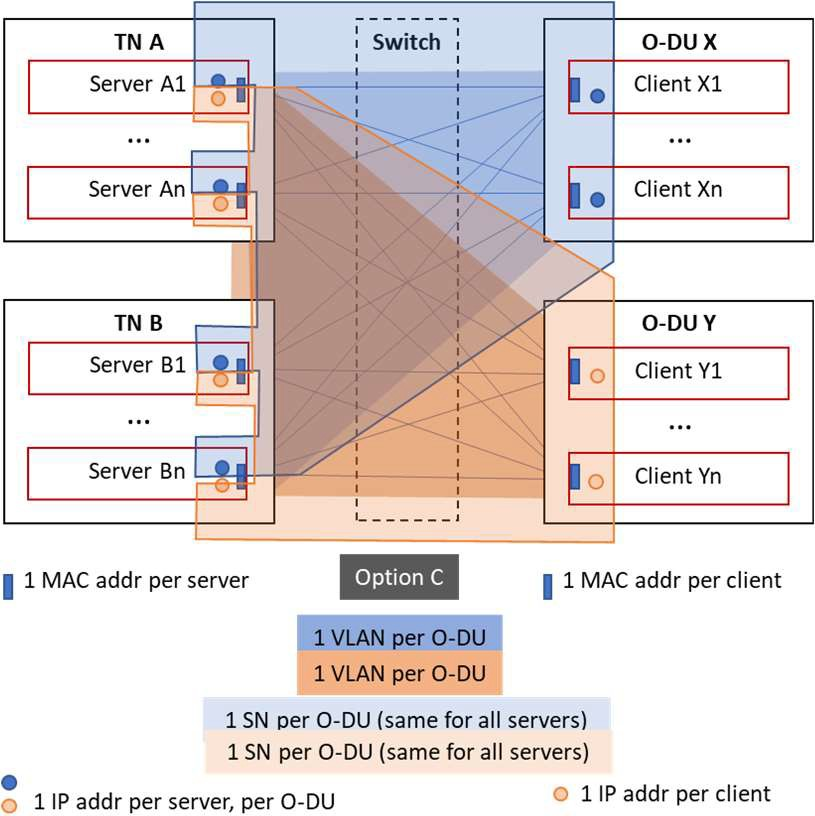 TN A
Switch
O-DU X
Server A1
Client X1
...
...
Server An
Client Xn
TN B
O-DU Y
Server B1
Client Y1
...
...
Server Bn
Client Yn
1 MAC addr per server
Option C
1 MAC addr per client
1 VLAN per O-DU
1 VLAN per O-DU
1 SN per O-DU (same for all servers)
1 SN per O-DU (same for all servers)
1 IP addr per server, per O-DU
1 IP addr per client